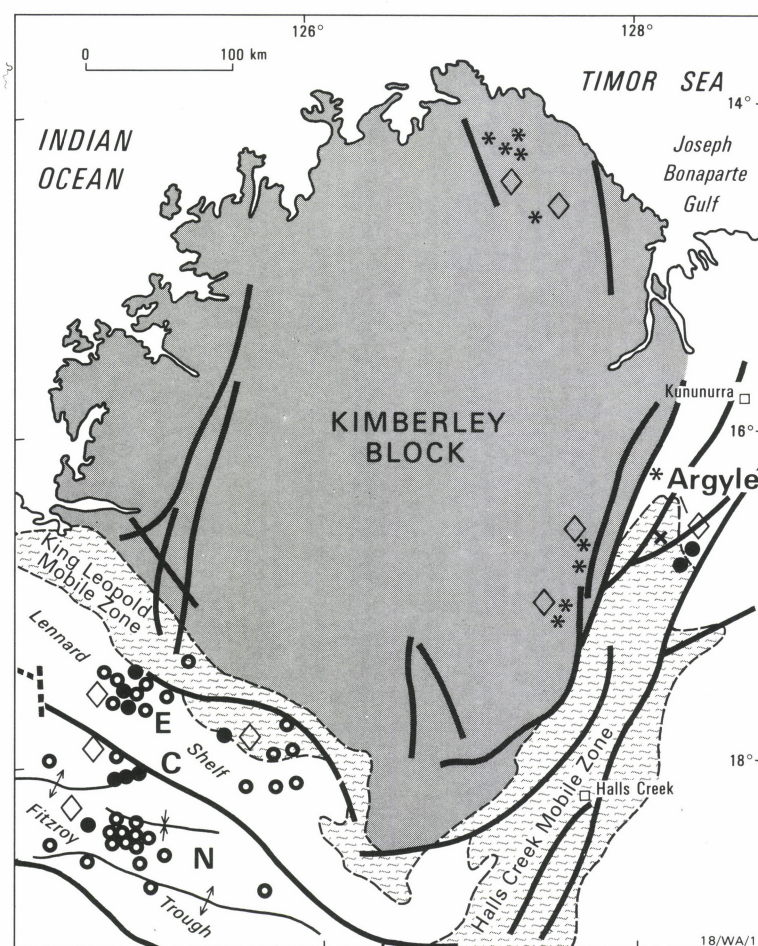 126°
128°
0
100 km
TIMOR SEA
14°
INDIAN
OCEAN
Joseph
Bonaparte
Gulf
Kununurra
KIMBERLEY
BLOCK
16°
Argyle
King Leopold
Mobile Zone
Lennard
E
Shelf
C
18°
Halls Creek
Halls Creek Mobile Zone
Fitzroy
N
Trough
18/WA/1